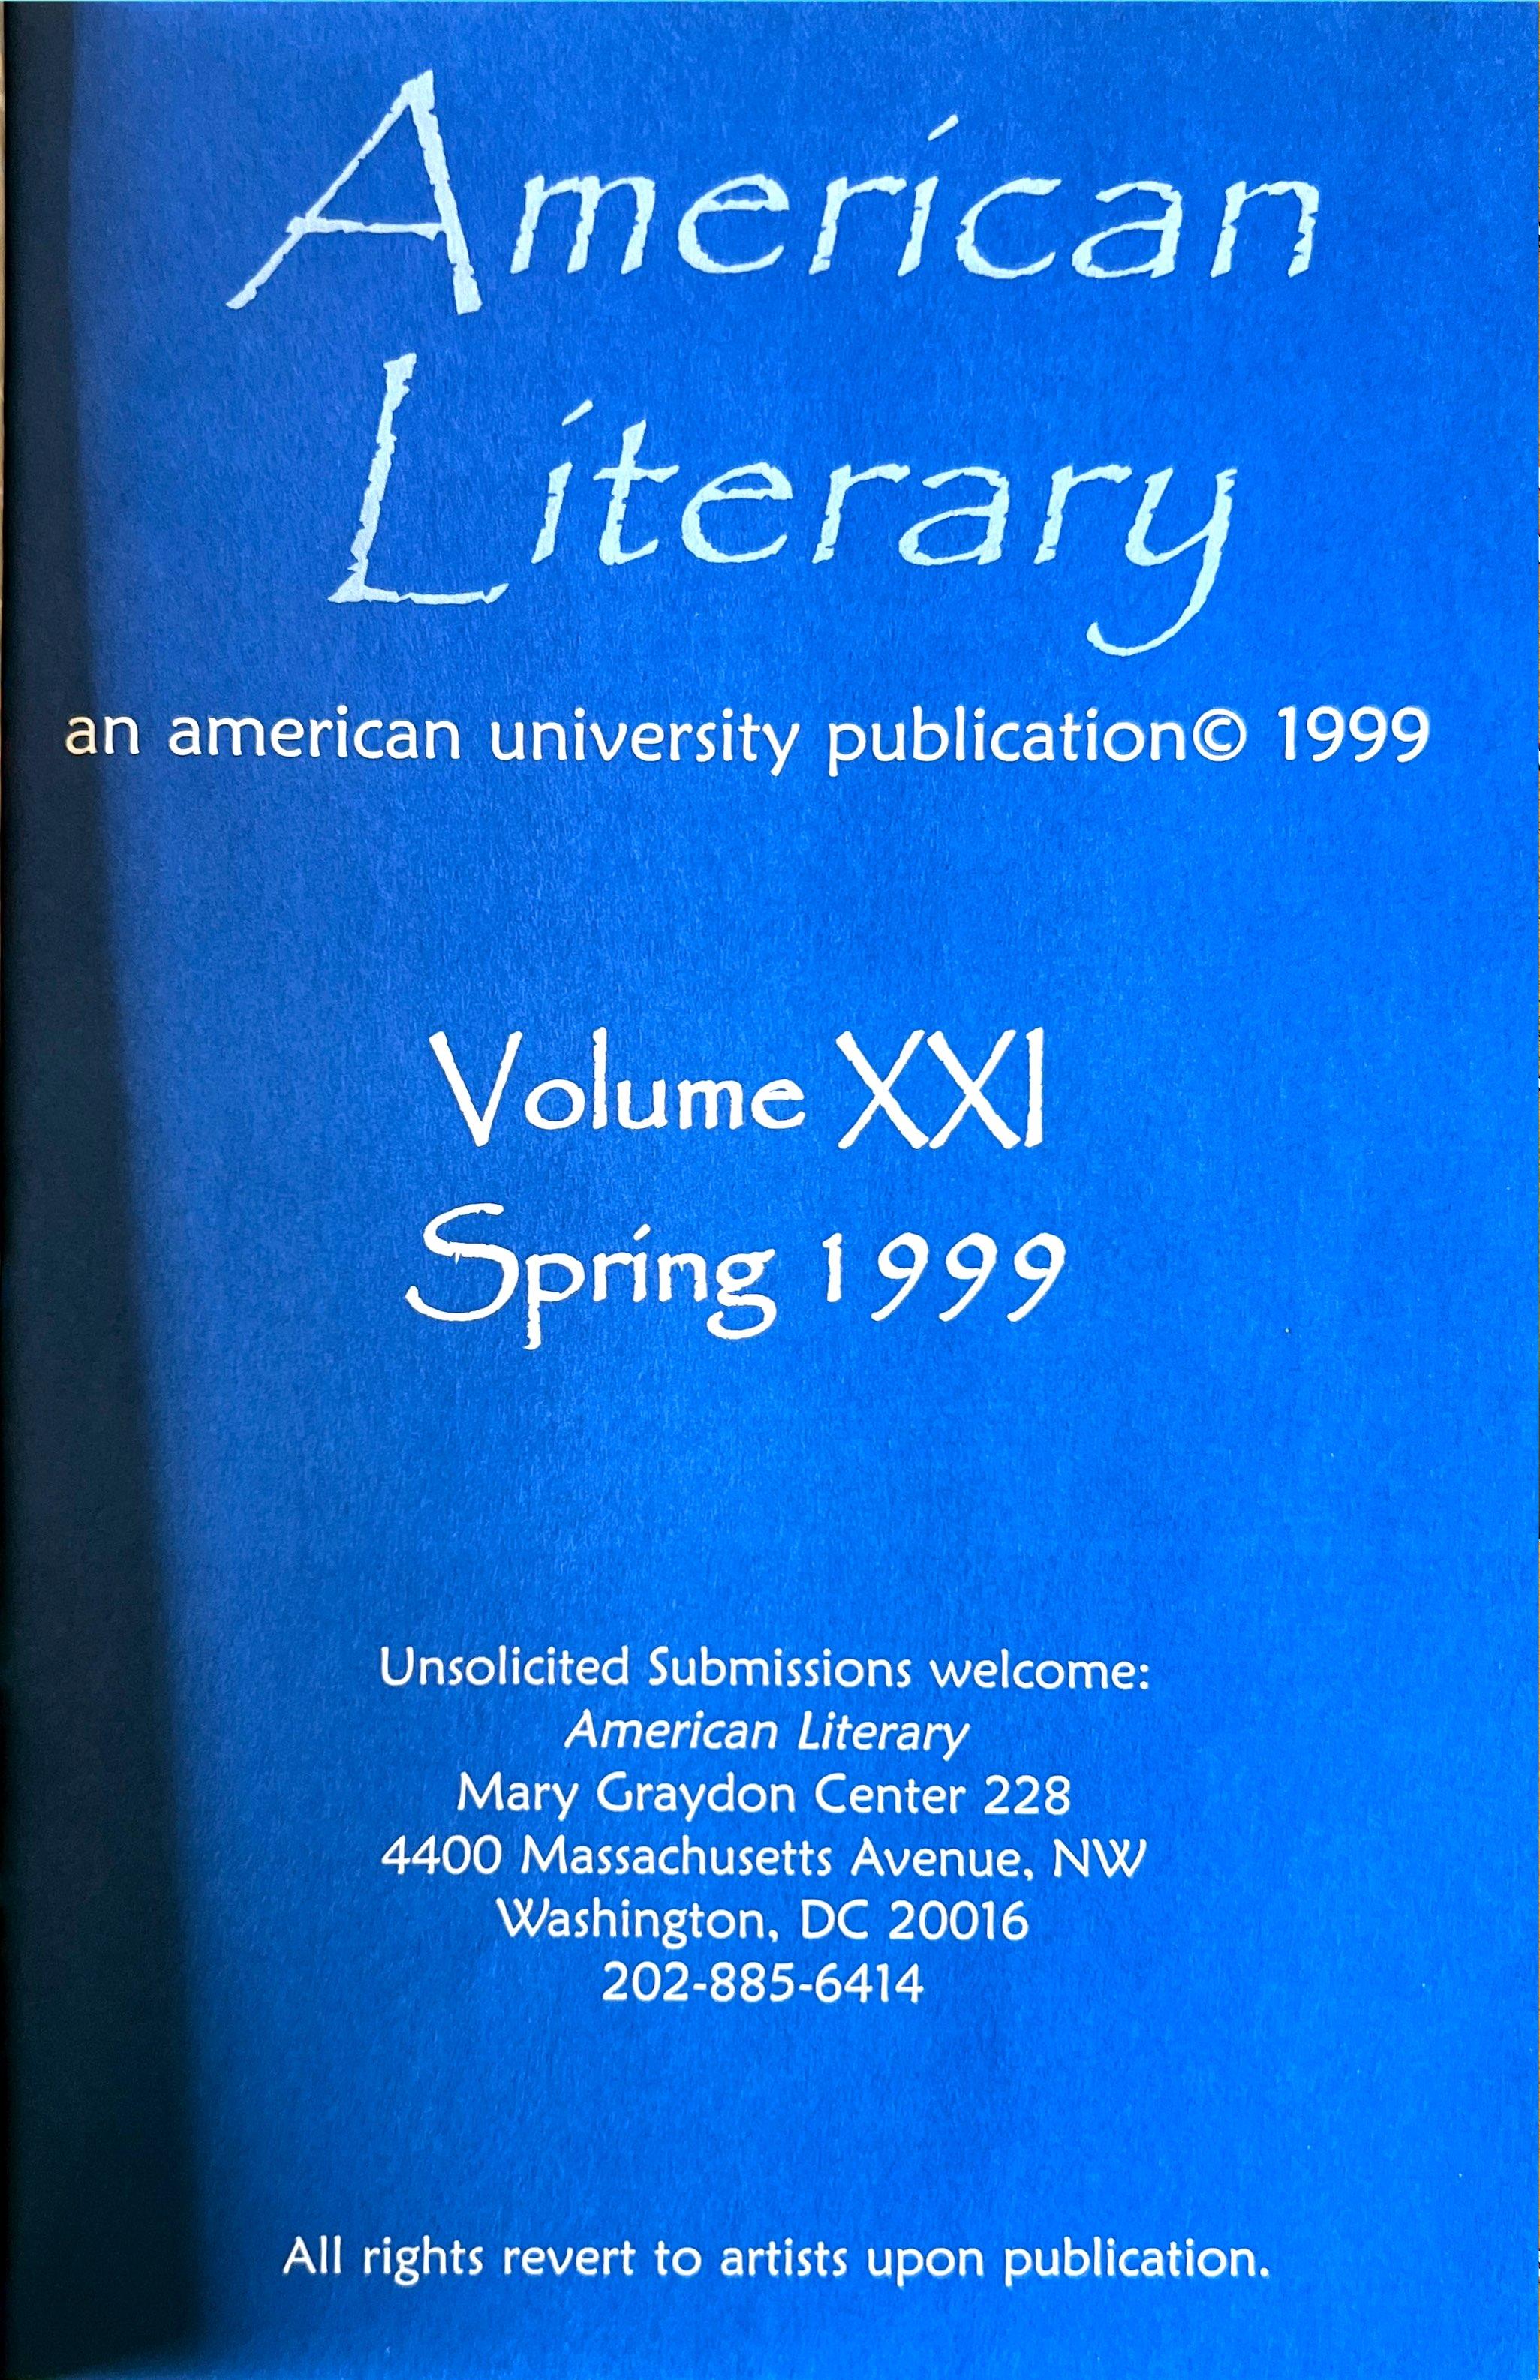 American
Literary
an american university publication© 1999
Volume XXI
Spring 1999
Unsolicited Submissions welcome:
American Literary
Mary Graydon Center 228
4400 Massachusetts Avenue, NW
Washington, DC 20016
202-885-6414
All rights revert to artists upon publication.